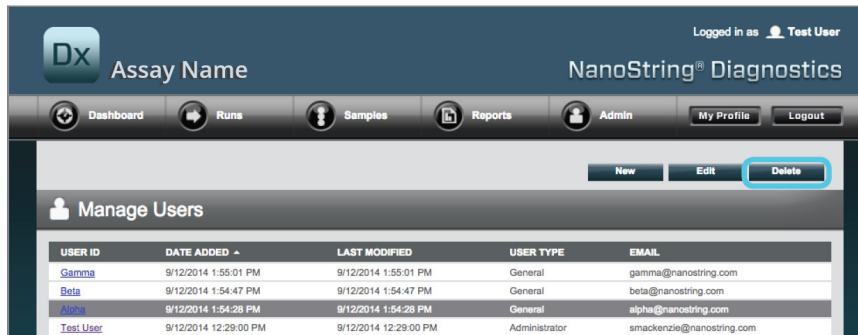 Logged in as Test User
Dx Assay Name NanoString® Diagnostics
Dashboard Runs Samples Reports Admin My Profile Logout
New Edit Delete
Manage Users
USER ID DATE ADDED LAST MODIFIED USER TYPE EMAIL
Gamma 9/12/2014 1:55:01 PM 9/12/2014 1:55:01 PM General gamma@nanostring.com
Beta 9/12/2014 1:54:47 PM 9/12/2014 1:54:47 PM General beta@nanostring.com
Alpha 9/12/2014 1:54:28 PM 9/12/2014 1:54:28 PM General alpha@nanostring.com
Test User 9/12/2014 12:29:00 PM 9/12/2014 12:29:00 PM Administrator smackenzie@nanostring.com